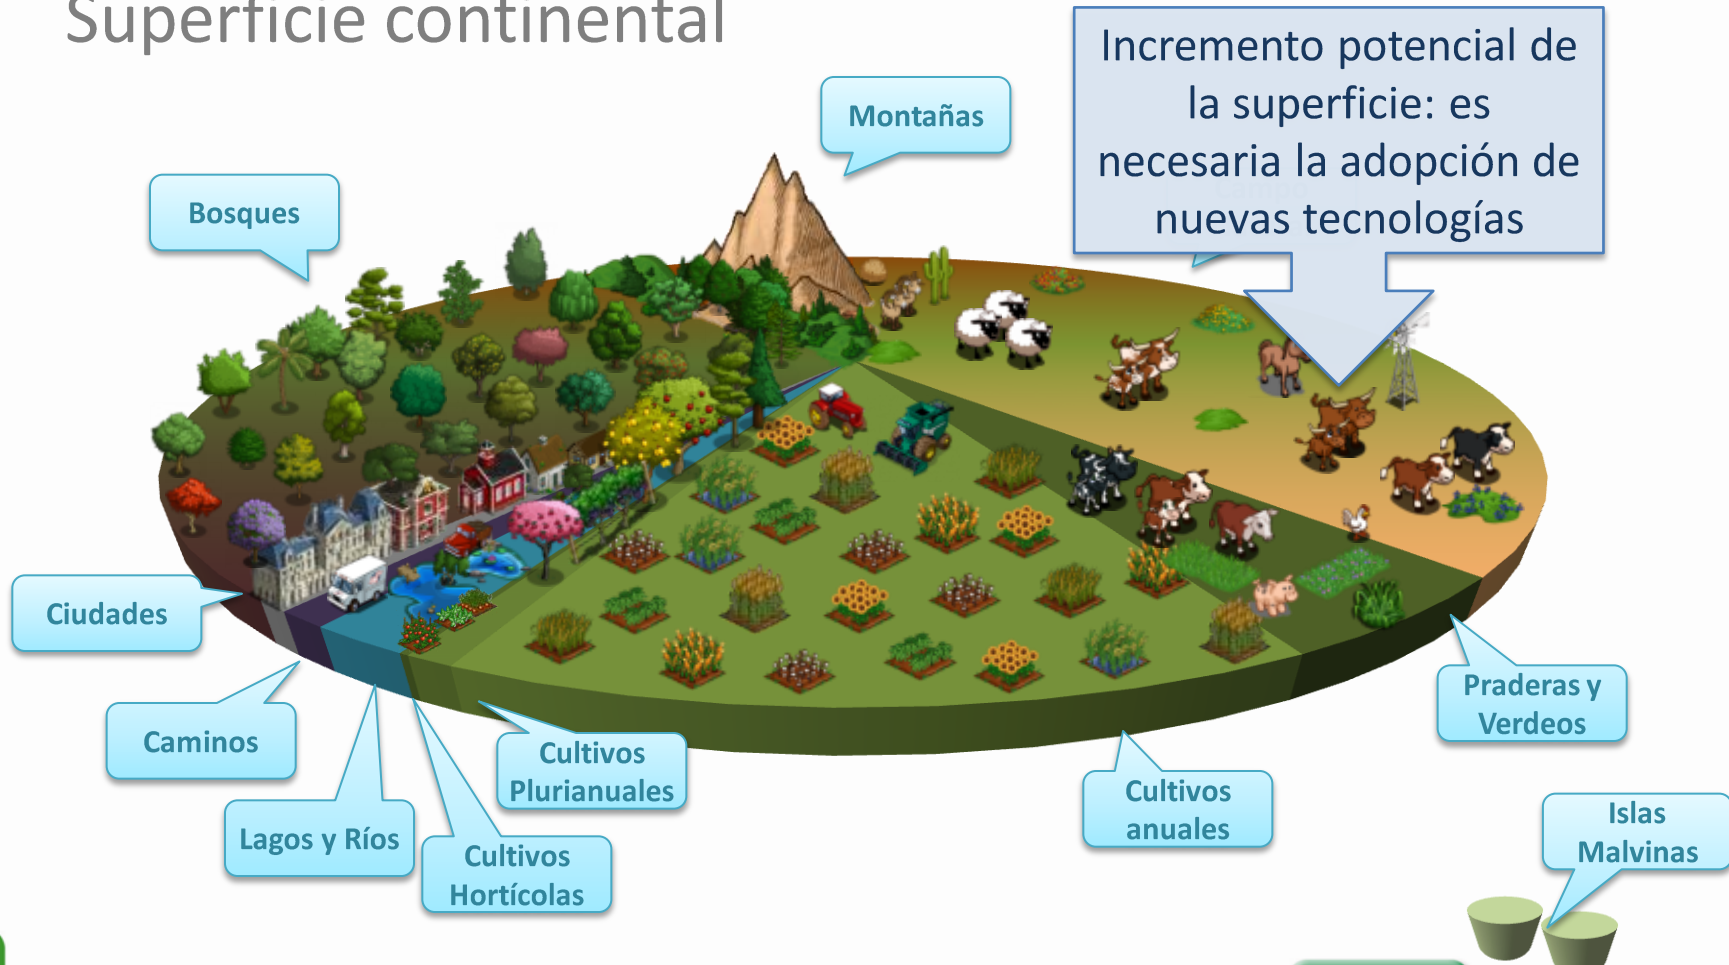 Superficie continental
Incremento potencial de
la superficie: es
necesaria la adopción de
nuevas tecnologías
Montañas
Bosques
Ciudades
Caminos
Lagos y Ríos
Cultivos
Hortícolas
Cultivos
Plurianuales
Cultivos
anuales
Praderas y
Verdeos
Islas
Malvinas